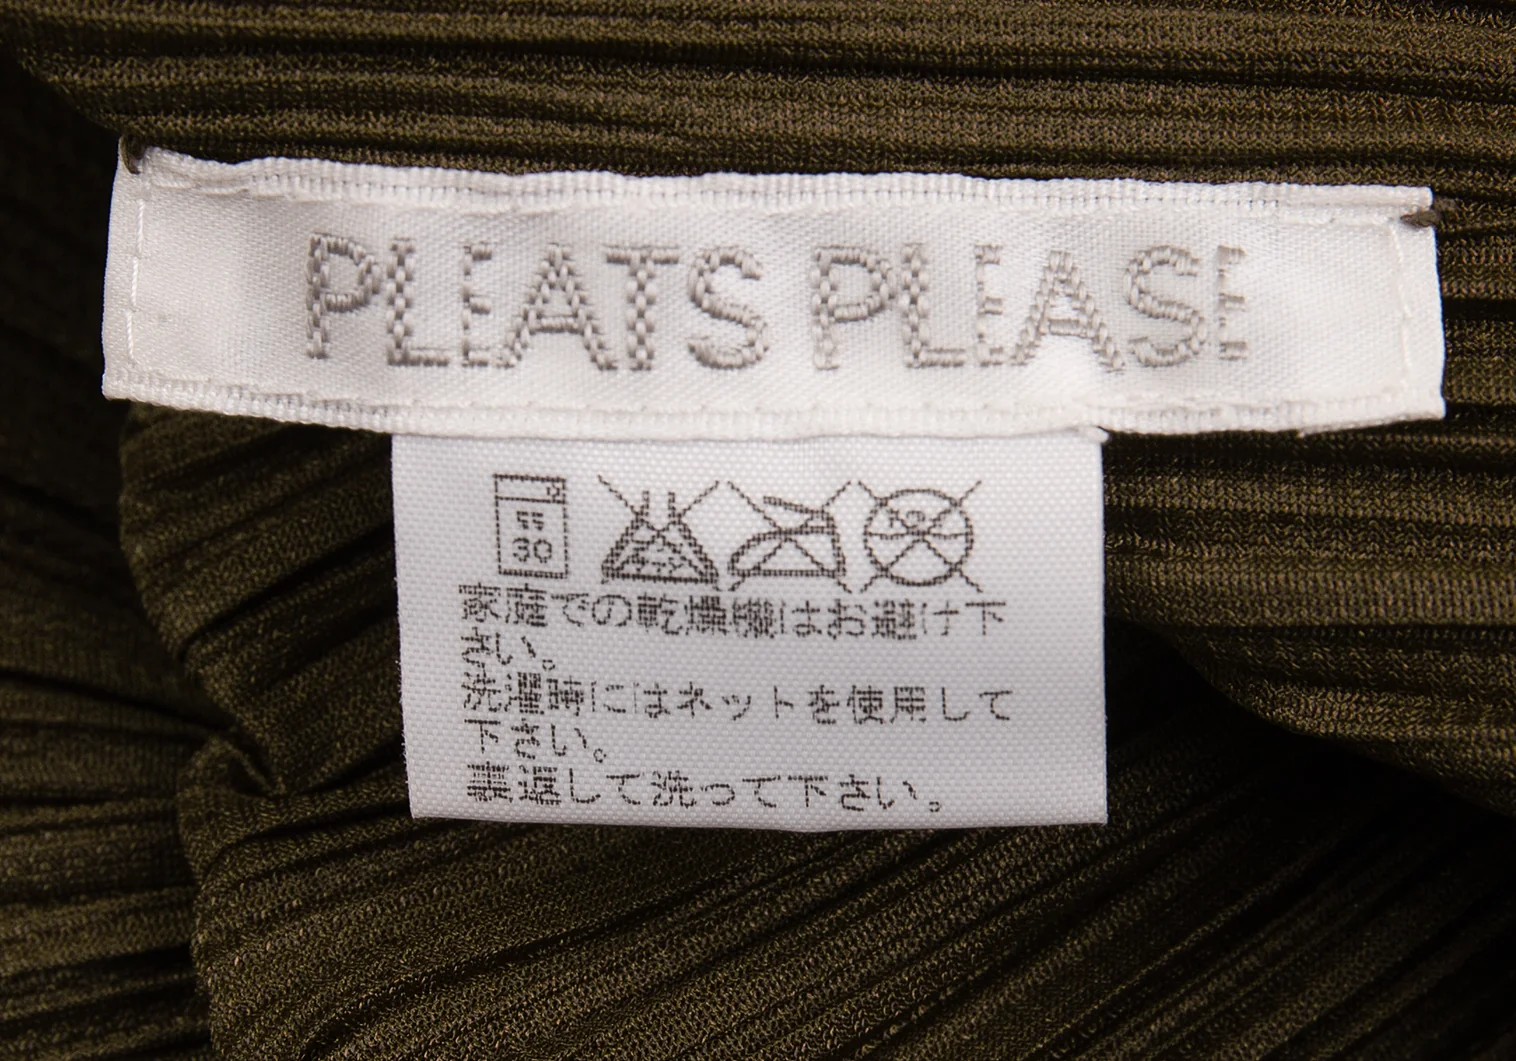 PLEATS PLEASE
弱
30
家庭での乾燥機はお避け下
さい。
洗濯時にはネットを使用して
下さい。
裏返して洗って下さい。